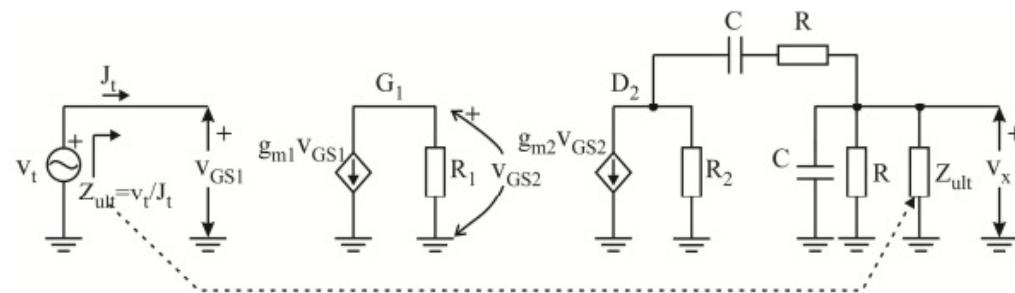 C
R
J_t
G_1
D_2
+
+
v_t
Z_ult=v_t/J_t
+
v_GS1
g_m1v_GS1
R_1
+
v_GS2
g_m2v_GS2
R_2
C
R
Z_ult
+
v_x